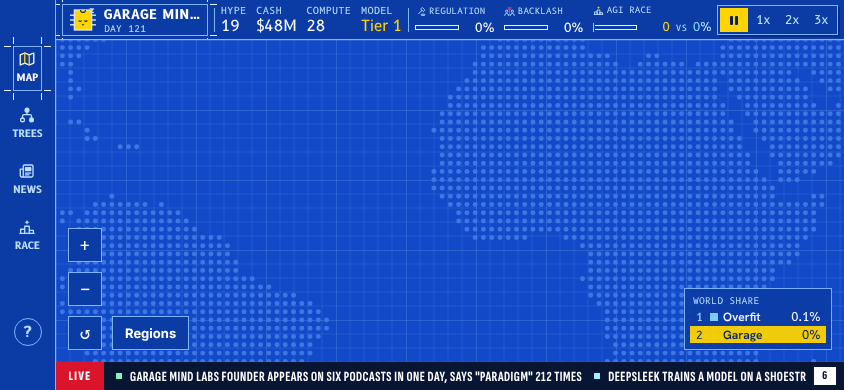 GARAGE MIN...
DAY 121
HYPE
19
CASH
$48M
COMPUTE
28
MODEL
Tier 1
REGULATION
0%
BACKLASH
0%
AGI RACE
0 VS 0%
1x 2x 3x
MAP
TREES
NEWS
RACE
?
+
−
↺
Regions
WORLD SHARE
1 Overfit 0.1%
2 Garage 0%
LIVE
GARAGE MIND LABS FOUNDER APPEARS ON SIX PODCASTS IN ONE DAY, SAYS "PARADIGM" 212 TIMES
DEEPSLEEK TRAINS A MODEL ON A SHOESTR
6